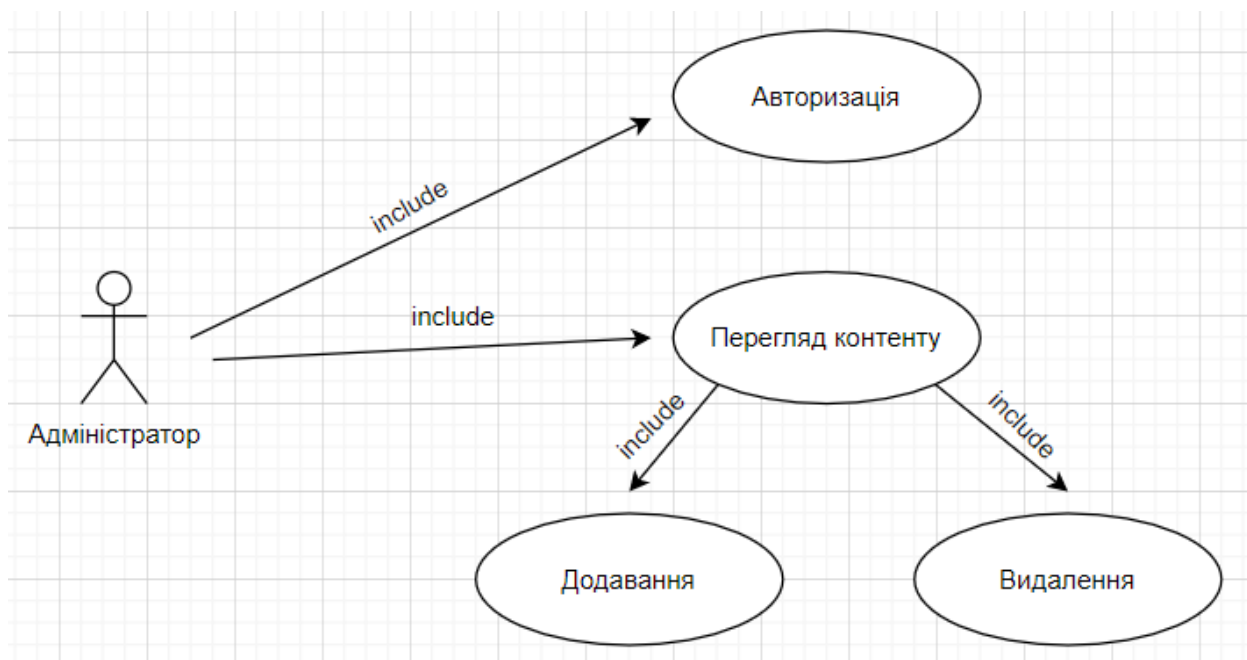 Авторизація
include
include
Перегляд контенту
include
include
Адміністратор
Додавання
Видалення